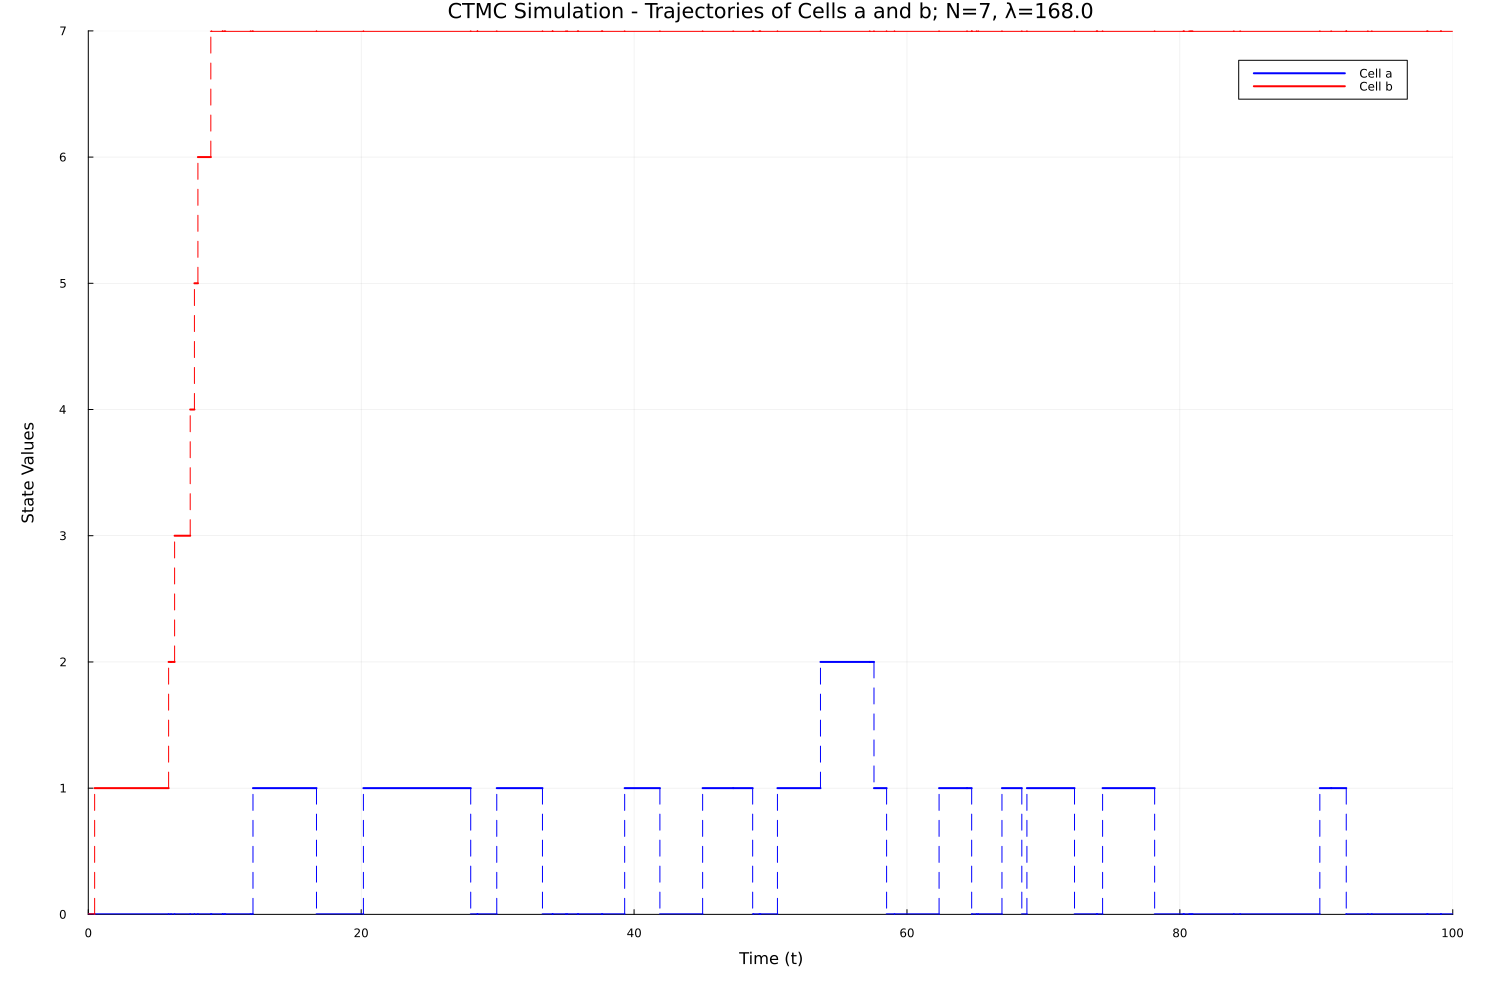 CTMC Simulation - Trajectories of Cells a and b; N=7, λ=168.0
7
Cell a
Cell b
6
5
4
State Values
3
2
1
0
0 20 40 60 80 100
Time (t)